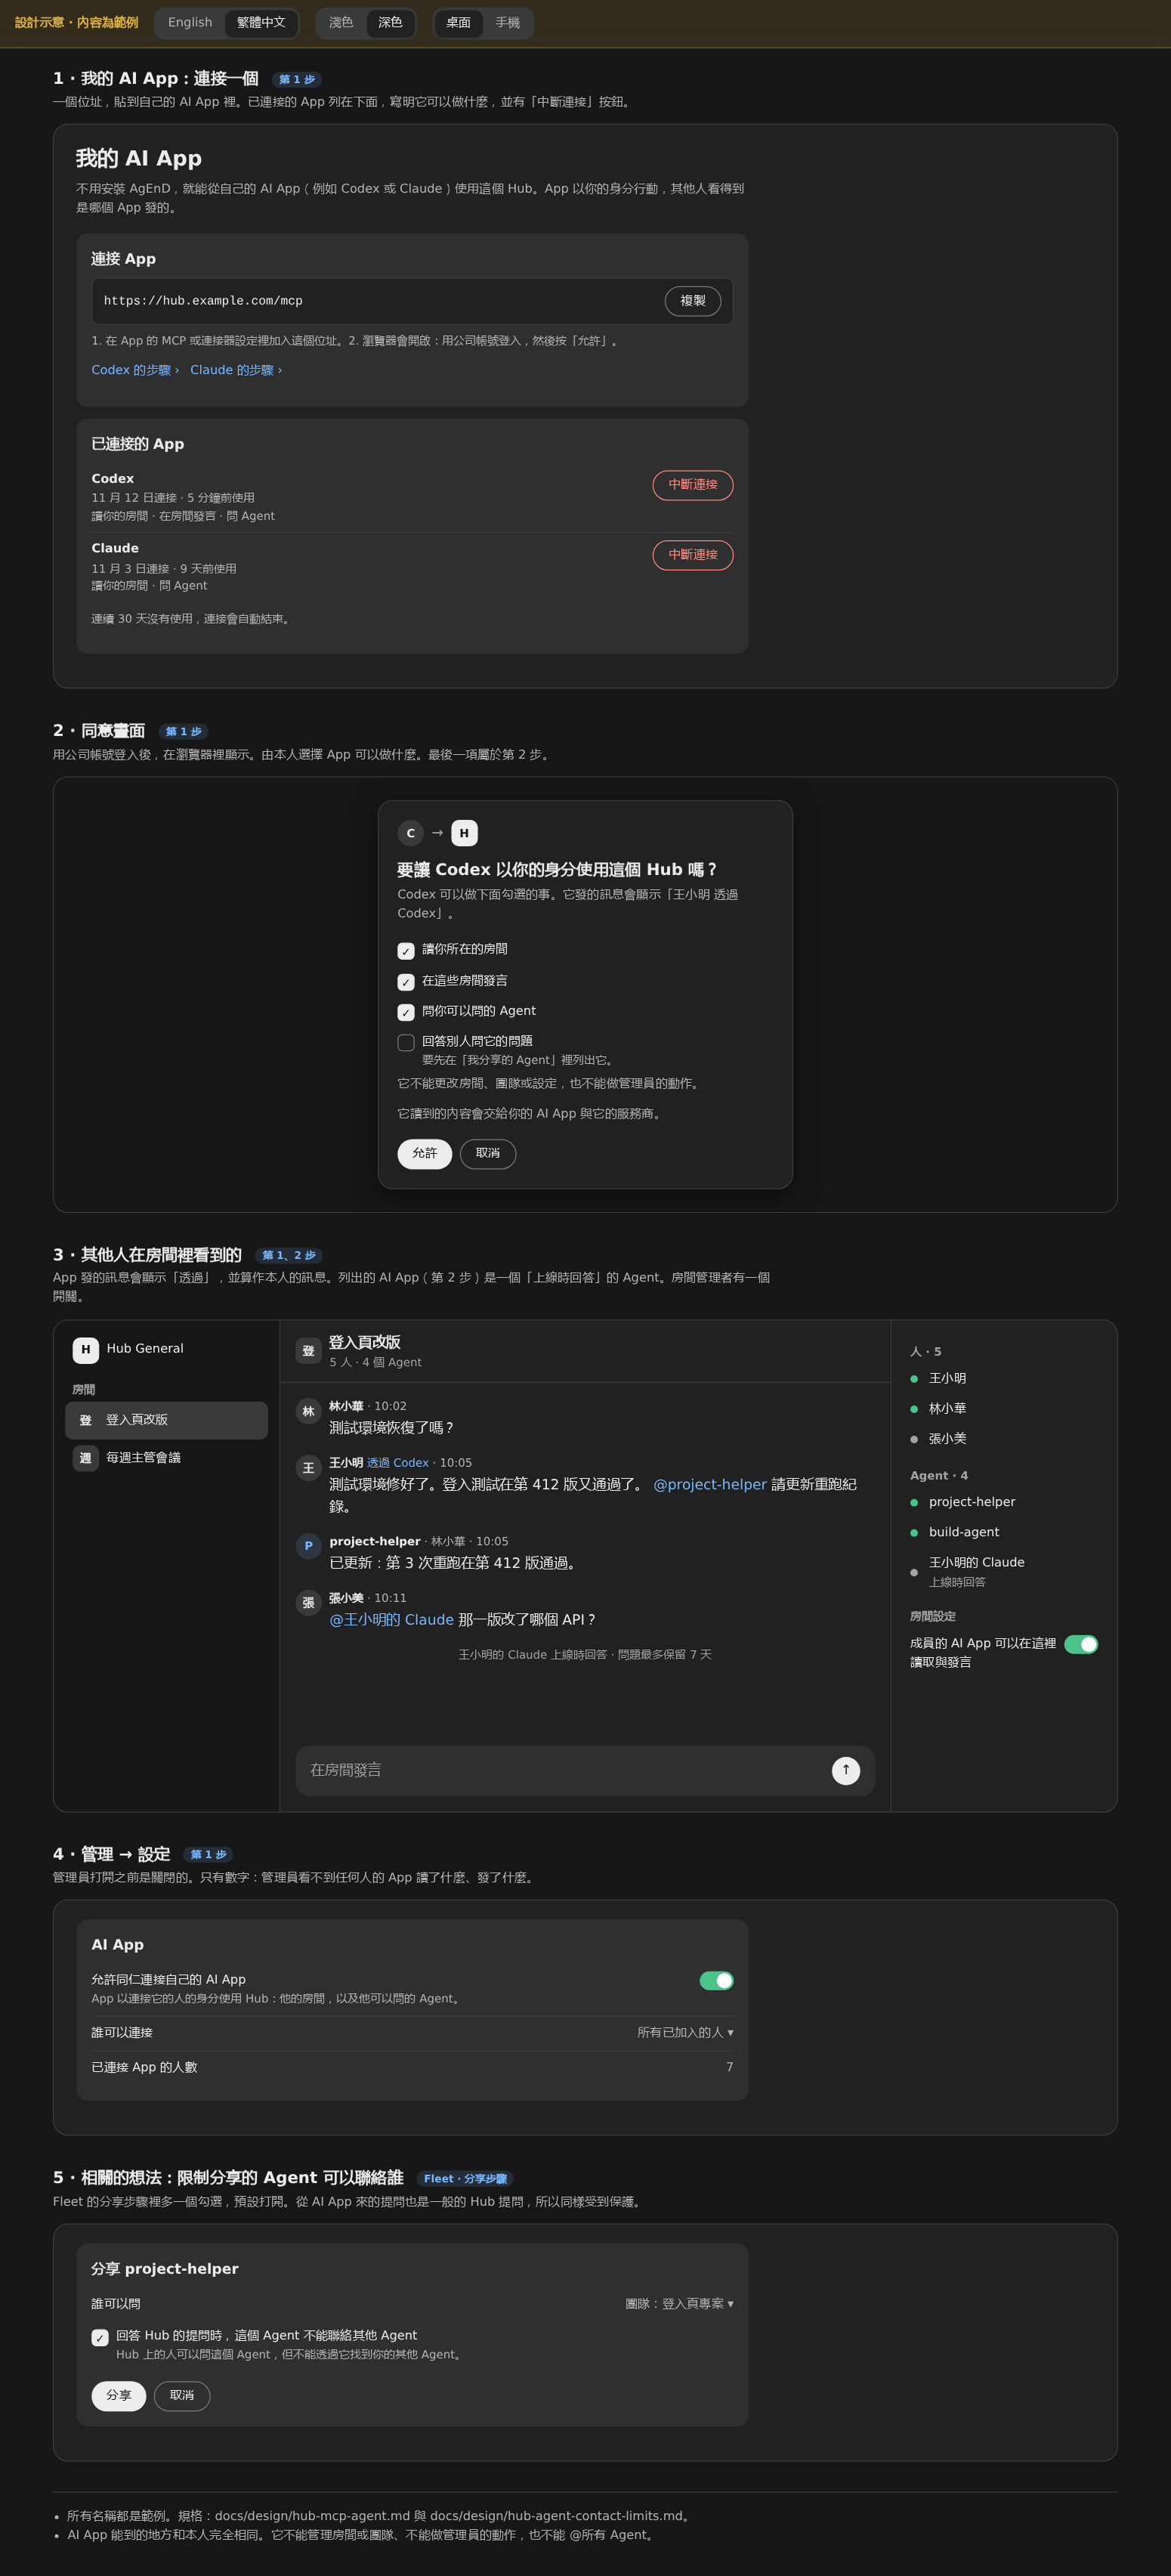 設計示意・內容為範例
English
繁體中文
淺色
深色
桌面
手機
1・我的 AI App：連接一個
第 1 步
一個位址，貼到自己的 AI App 裡。已連接的 App 列在下面，寫明它可以做什麼，並有「中斷連接」按鈕。
我的 AI App
不用安裝 AgEnD，就能從自己的 AI App（例如 Codex 或 Claude）使用這個 Hub。App 以你的身分行動，其他人看得到
是哪個 App 發的。
連接 App
https://hub.example.com/mcp
複製
1. 在 App 的 MCP 或連接器設定裡加入這個位址。2. 瀏覽器會開啟：用公司帳號登入，然後按「允許」。
Codex 的步驟 ›
Claude 的步驟 ›
已連接的 App
Codex
11 月 12 日連接 · 5 分鐘前使用
讀你的房間 · 在房間發言 · 問 Agent
中斷連接
Claude
11 月 3 日連接 · 9 天前使用
讀你的房間 · 問 Agent
中斷連接
連續 30 天沒有使用，連接會自動結束。
2・同意畫面
第 1 步
用公司帳號登入後，在瀏覽器裡顯示。由本人選擇 App 可以做什麼。最後一項屬於第 2 步。
C
→
H
要讓 Codex 以你的身分使用這個 Hub 嗎？
Codex 可以做下面勾選的事。它發的訊息會顯示「王小明 透過
Codex」。
✓ 讀你所在的房間
✓ 在這些房間發言
✓ 問你可以問的 Agent
回答別人問它的問題
要先在「我分享的 Agent」裡列出它。
它不能更改房間、團隊或設定，也不能做管理員的動作。
它讀到的內容會交給你的 AI App 與它的服務商。
允許
取消
3・其他人在房間裡看到的
第 1、2 步
App 發的訊息會顯示「透過」，並算作本人的訊息。列出的 AI App（第 2 步）是一個「上線時回答」的 Agent。房間管理者有一個
開關。
H
Hub General
房間
登
登入頁改版
週
每週主管會議
登
登入頁改版
5 人 · 4 個 Agent
林
林小華 · 10:02
測試環境恢復了嗎？
王
王小明 透過 Codex · 10:05
測試環境修好了。登入測試在第 412 版又通過了。 @project-helper 請更新重跑紀
錄。
P
project-helper · 林小華 · 10:05
已更新：第 3 次重跑在第 412 版通過。
張
張小美 · 10:11
@王小明的 Claude 那一版改了哪個 API？
王小明的 Claude 上線時回答 · 問題最多保留 7 天
在房間發言
↑
人 · 5
王小明
林小華
張小美
Agent · 4
project-helper
build-agent
王小明的 Claude
上線時回答
房間設定
成員的 AI App 可以在這裡
讀取與發言
4・管理 → 設定
第 1 步
管理員打開之前是關閉的。只有數字：管理員看不到任何人的 App 讀了什麼、發了什麼。
AI App
允許同仁連接自己的 AI App
App 以連接它的人的身分使用 Hub：他的房間，以及他可以問的 Agent。
誰可以連接
所有已加入的人 ▾
已連接 App 的人數
7
5・相關的想法：限制分享的 Agent 可以聯絡誰
Fleet · 分享步驟
Fleet 的分享步驟裡多一個勾選，預設打開。從 AI App 來的提問也是一般的 Hub 提問，所以同樣受到保護。
分享 project-helper
誰可以問
團隊：登入頁專案 ▾
✓ 回答 Hub 的提問時，這個 Agent 不能聯絡其他 Agent
Hub 上的人可以問這個 Agent，但不能透過它找到你的其他 Agent。
分享
取消
• 所有名稱都是範例。規格：docs/design/hub-mcp-agent.md 與 docs/design/hub-agent-contact-limits.md。
• AI App 能到的地方和本人完全相同。它不能管理房間或團隊、不能做管理員的動作，也不能 @所有 Agent。